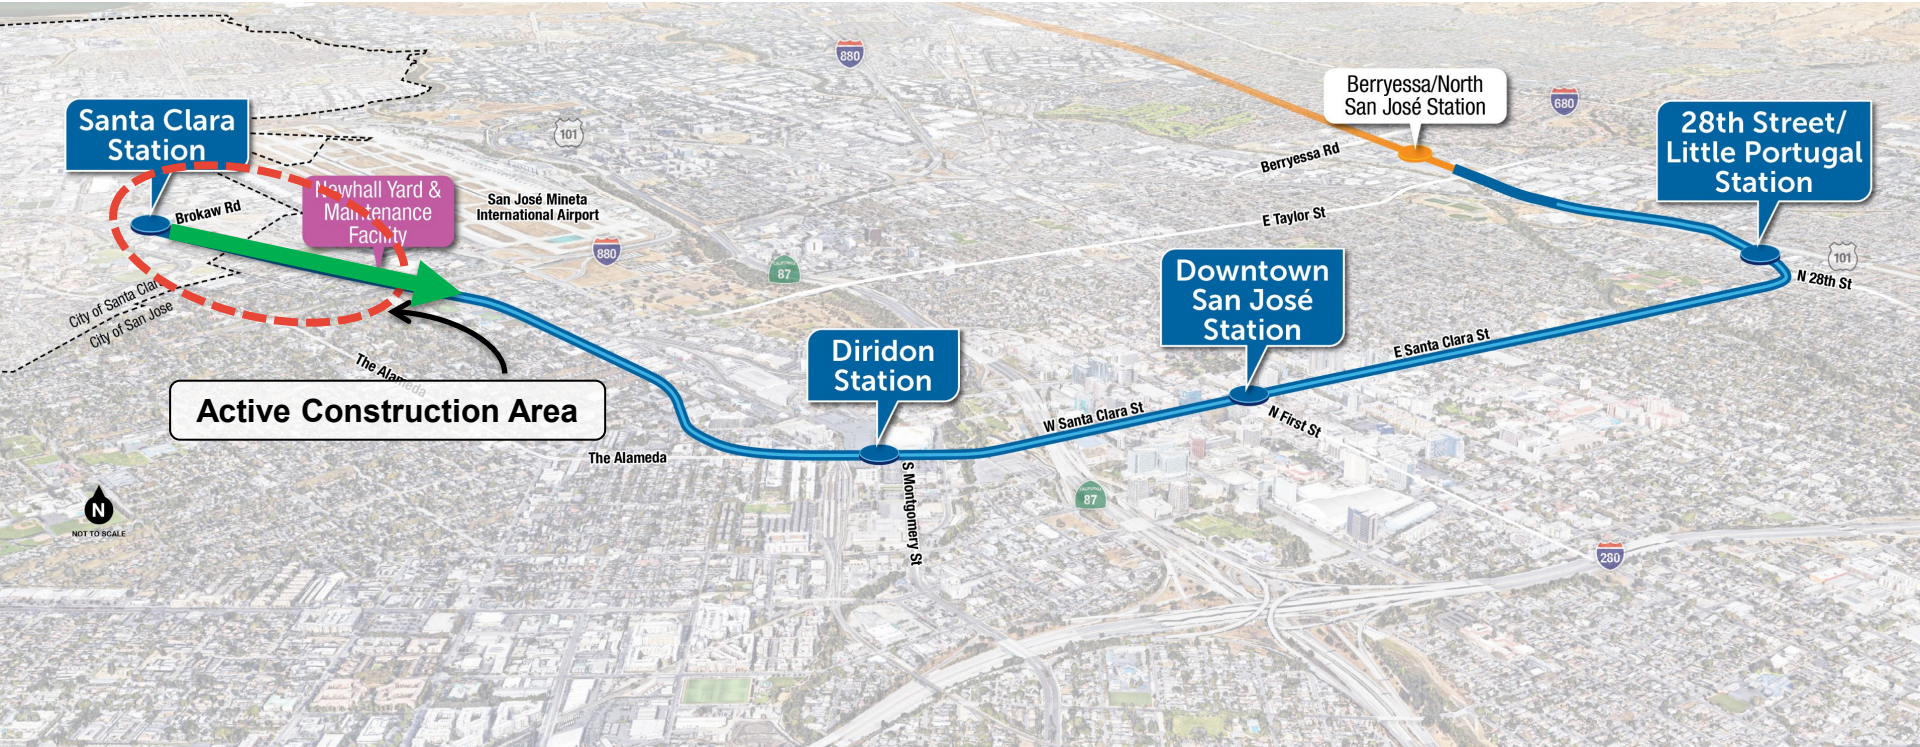 880
Berryessa/North
San José Station
680
Santa Clara
Station
28th Street/
Little Portugal
Station
101
Berryessa Rd
Newhall Yard &
Maintenance
Facility
San José Mineta
International Airport
Brokaw Rd
E Taylor St
880
CALIFORNIA
87
101
N 28th St
Downtown
San José
Station
City of Santa Clara
City of San Jose
Diridon
Station
E Santa Clara St
The Alameda
Active Construction Area
W Santa Clara St
N First St
The Alameda
S Montgomery St
CALIFORNIA
87
N
NOT TO SCALE
280